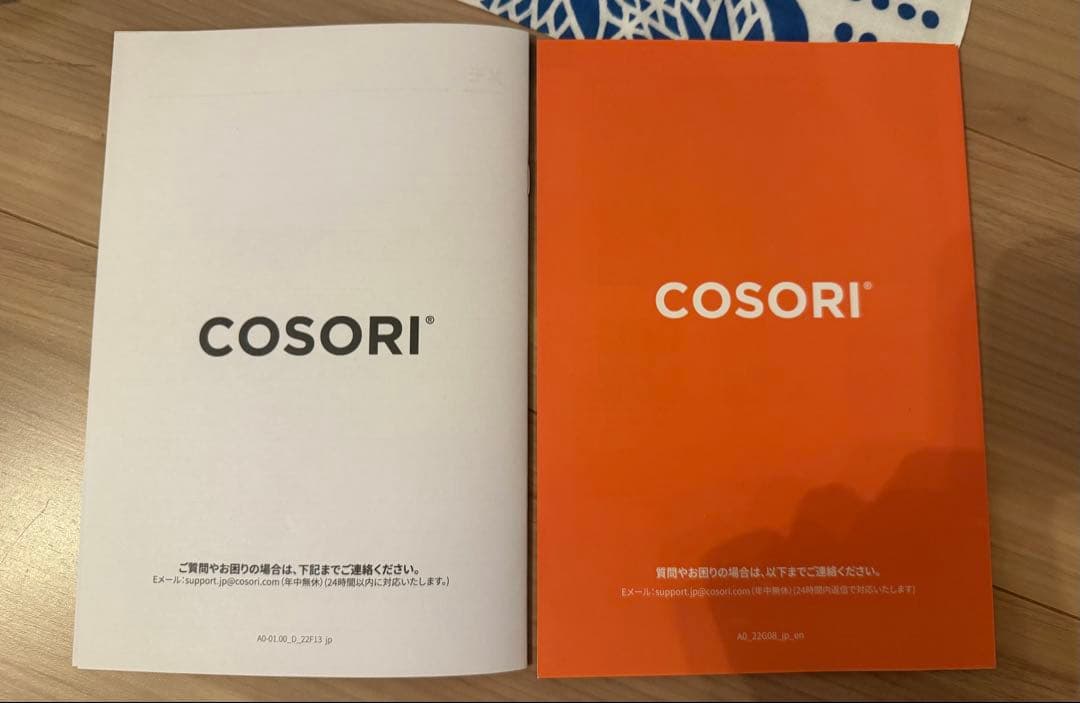 COSORI®
ご質問やお困りの場合は、下記までご連絡ください。
Eメール:support.jp@cosori.com（年中無休）(24時間以内に対応いたします。)
A0-01.00_D_22F13 jp
COSORI®
質問やお困りの場合は、以下までご連絡ください。
Eメール:support.jp@cosori.com（年中無休）(24時間内返信で対応いたします)
A0_22G08_jp_en